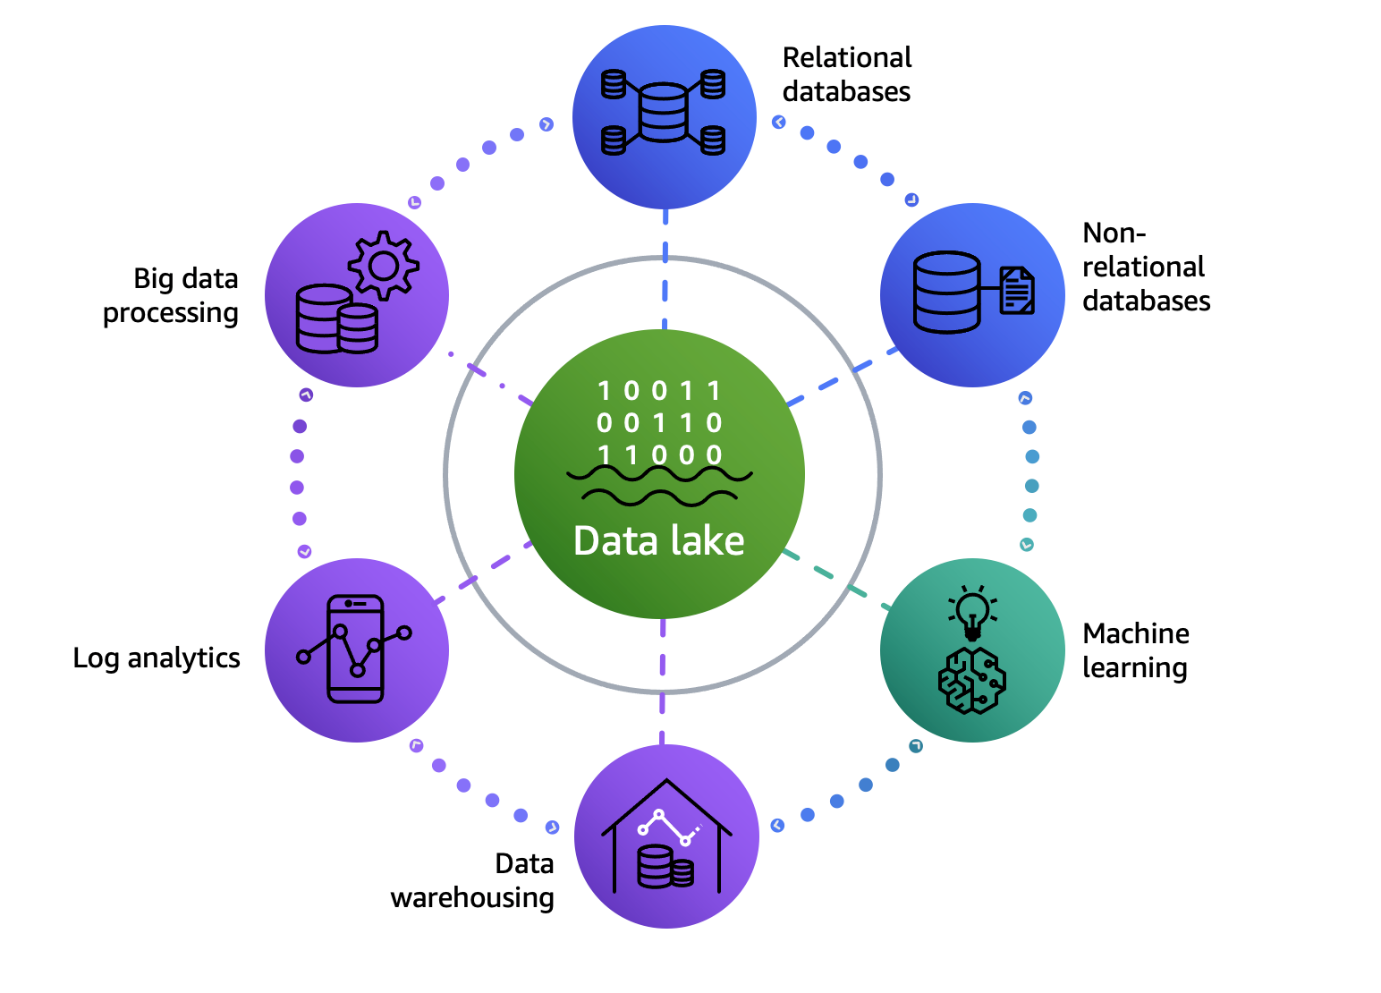 Relational
databases
Non-
relational
databases
Big data
processing
1 0 0 1 1
0 0 1 1 0
1 1 0 0 0
Data lake
Machine
learning
Log analytics
Data
warehousing